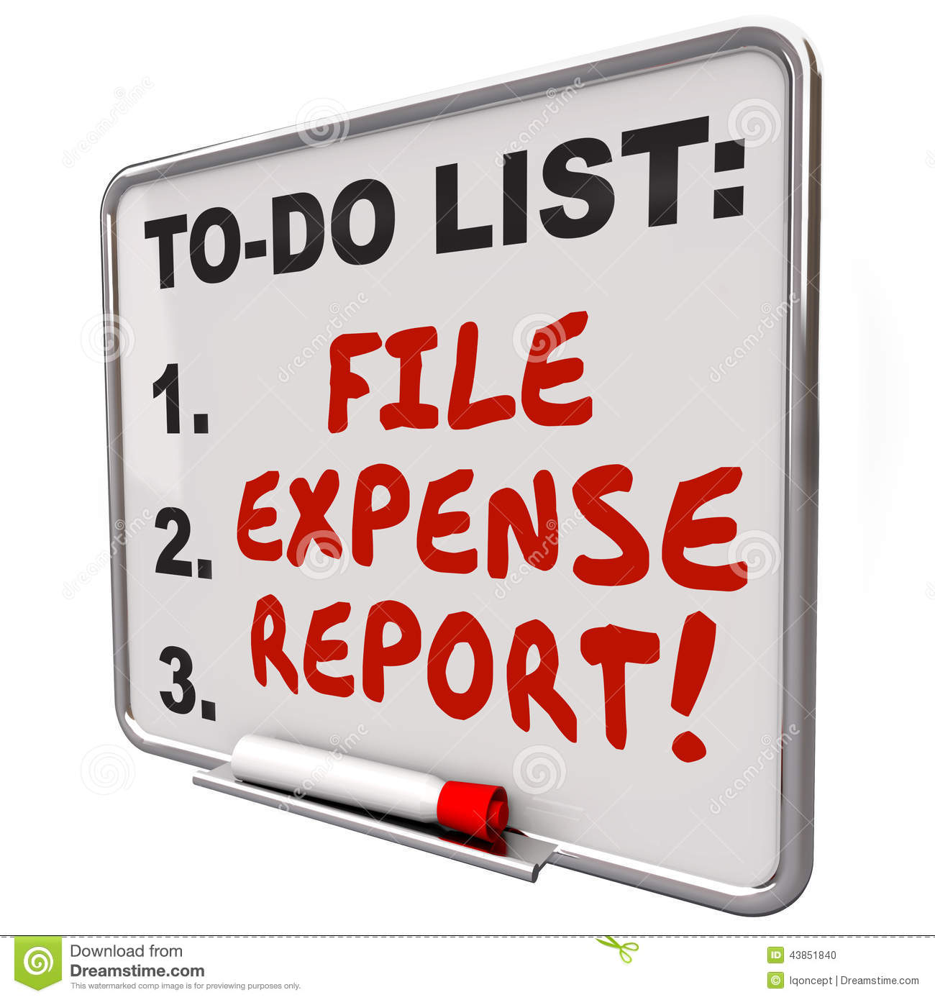 TO-DO LIST:
1. FILE
2. EXPENSE
3. REPORT!
dreamstime
Download from
Dreamstime.com
This watermarked comp image is for previewing purposes only.
ID 43851840
© Iqoncept | Dreamstime.com